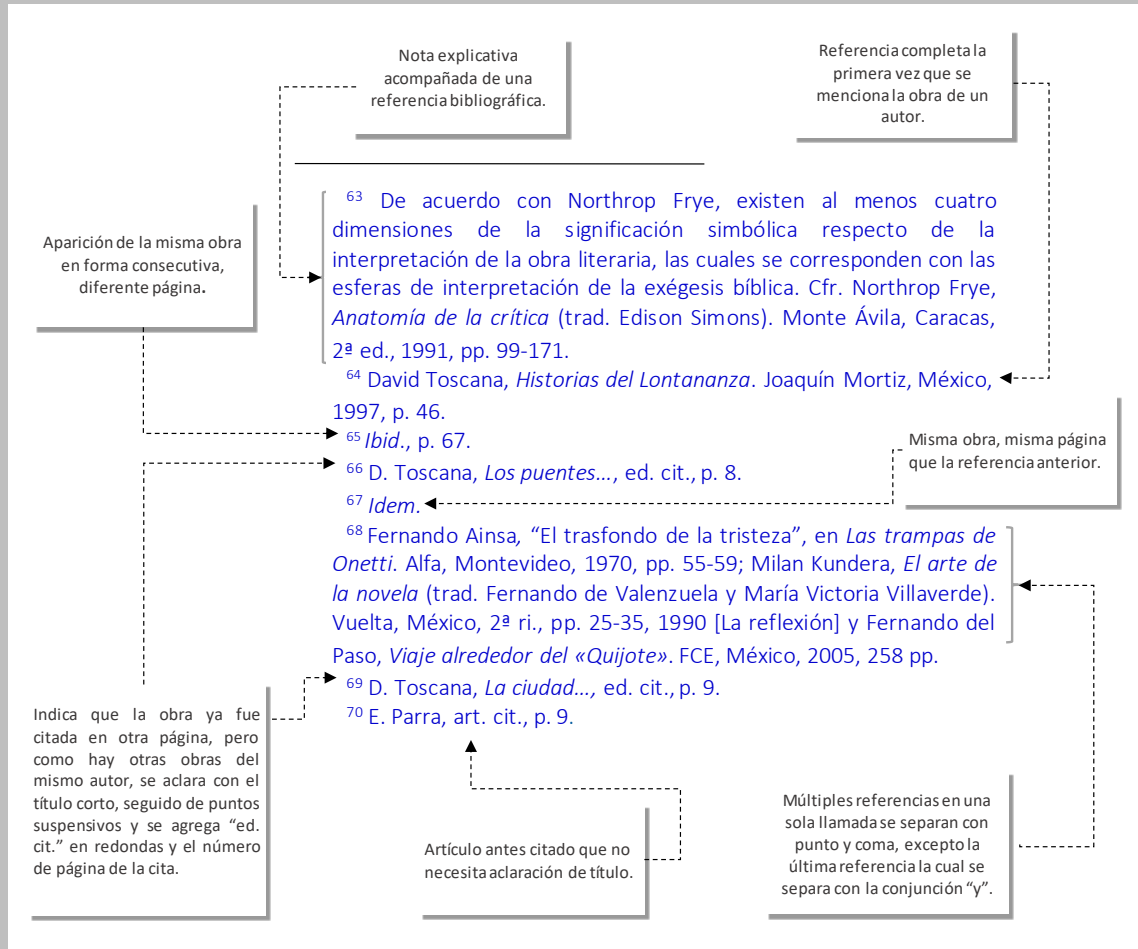 Nota explicativa
acompañada de una
referencia bibliográfica.
Referencia completa la
primera vez que se
menciona la obra de un
autor.
Aparición de la misma obra
en forma consecutiva,
diferente página.
63 De acuerdo con Northrop Frye, existen al menos cuatro
dimensiones de la significación simbólica respecto de la
interpretación de la obra literaria, las cuales se corresponden con las
esferas de interpretación de la exégesis bíblica. Cfr. Northrop Frye,
Anatomía de la crítica (trad. Edison Simons). Monte Ávila, Caracas,
2ª ed., 1991, pp. 99-171.
64 David Toscana, Historias del Lontananza. Joaquín Mortiz, México,
1997, p. 46.
65 Ibid., p. 67.
66 D. Toscana, Los puentes…, ed. cit., p. 8.
67 Idem.
Misma obra, misma página
que la referencia anterior.
68 Fernando Ainsa, “El trasfondo de la tristeza”, en Las trampas de
Onetti. Alfa, Montevideo, 1970, pp. 55-59; Milan Kundera, El arte de
la novela (trad. Fernando de Valenzuela y María Victoria Villaverde).
Vuelta, México, 2ª ri., pp. 25-35, 1990 [La reflexión] y Fernando del
Paso, Viaje alrededor del «Quijote». FCE, México, 2005, 258 pp.
69 D. Toscana, La ciudad…, ed. cit., p. 9.
70 E. Parra, art. cit., p. 9.
Indica que la obra ya fue
citada en otra página, pero
como hay otras obras del
mismo autor, se aclara con el
título corto, seguido de puntos
suspensivos y se agrega “ed.
cit.” en redondas y el número
de página de la cita.
Artículo antes citado que no
necesita aclaración de título.
Múltiples referencias en una
sola llamada se separan con
punto y coma, excepto la
última referencia la cual se
separa con la conjunción “y”.